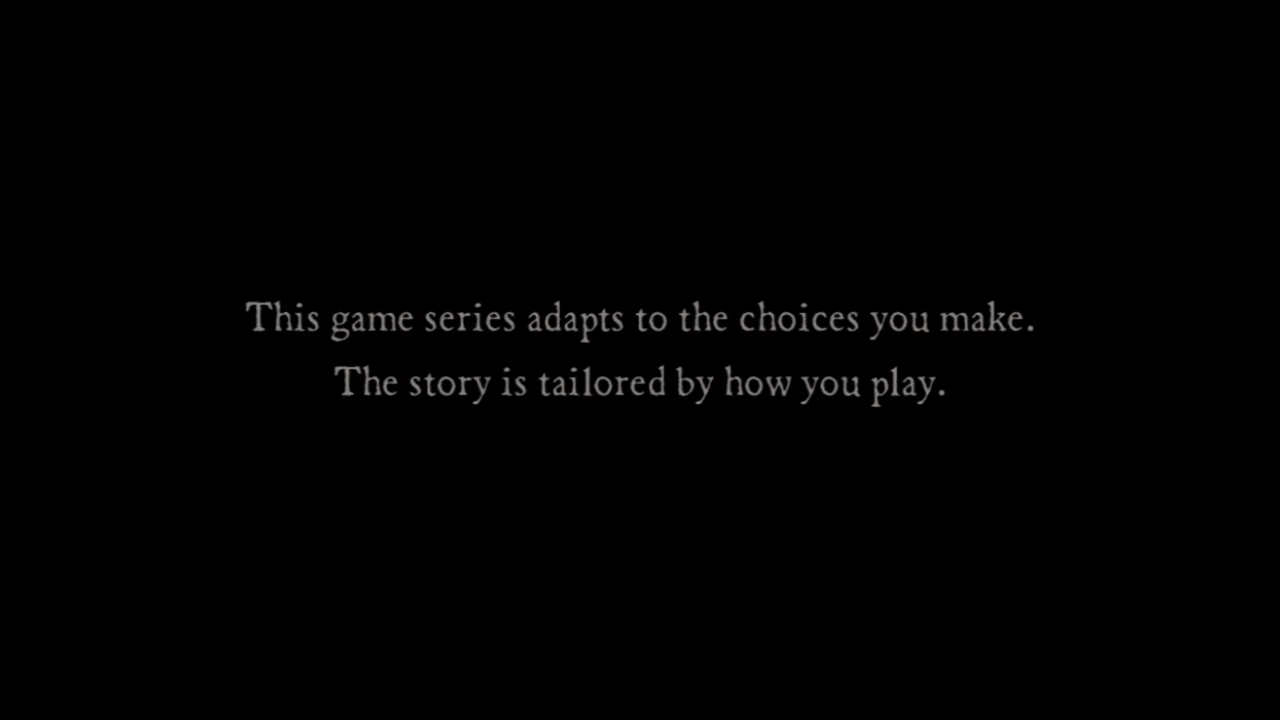 This game series adapts to the choices you make.
The story is tailored by how you play.